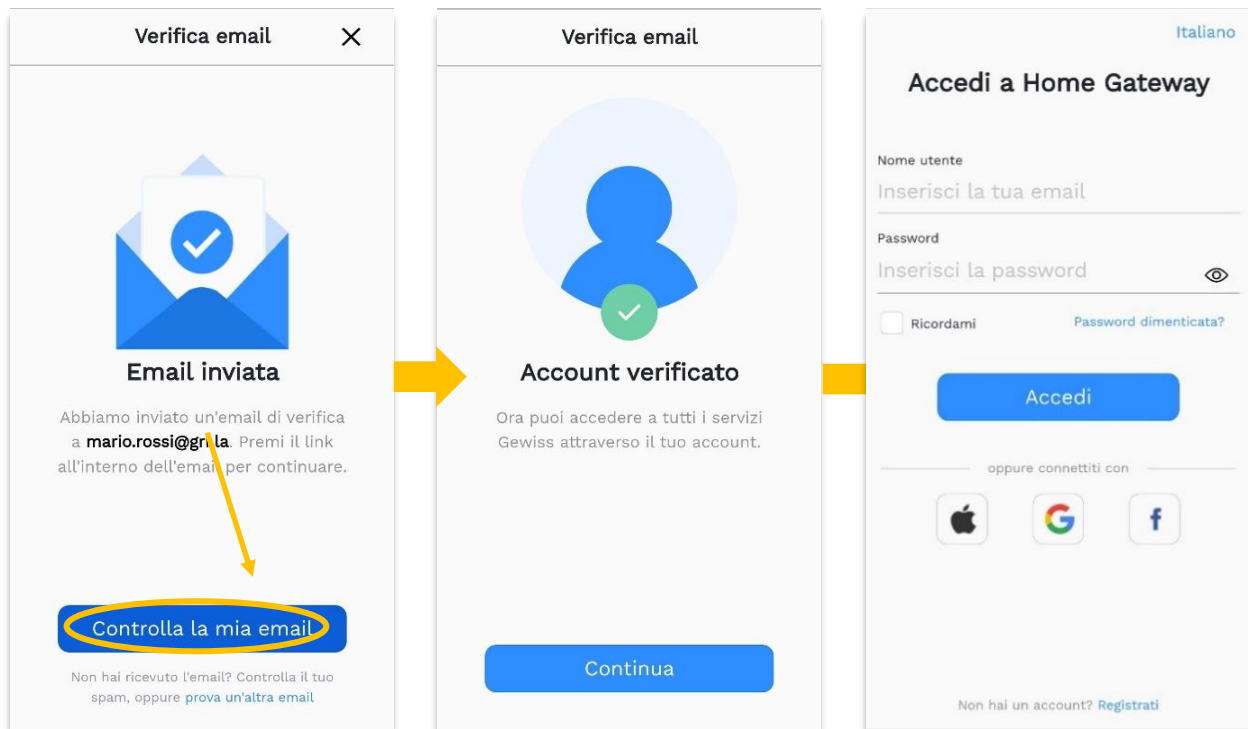 Verifica email
Email inviata
Abbiamo inviato un'email di verifica
a mario.rossi@gri.la. Premi il link
all'interno dell'email per continuare.
Controlla la mia email
Non hai ricevuto l'email? Controlla il tuo
spam, oppure prova un'altra email
Verifica email
Account verificato
Ora puoi accedere a tutti i servizi
Gewiss attraverso il tuo account.
Continua
Italiano
Accedi a Home Gateway
Nome utente
Inserisci la tua email
Password
Inserisci la password
Ricordami
Password dimenticata?
Accedi
oppure connettiti con
Non hai un account? Registrati